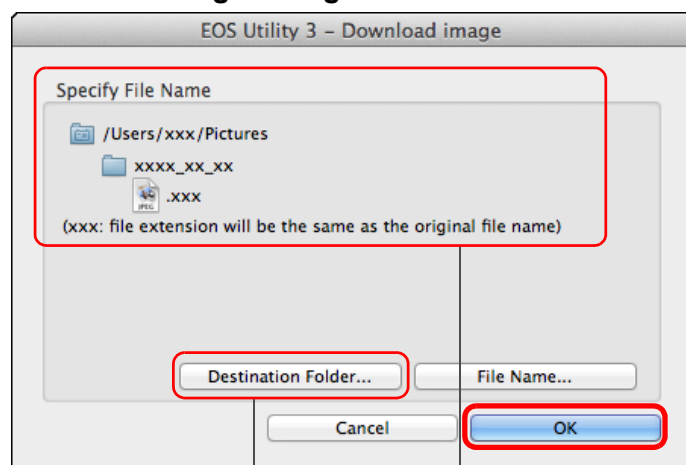 EOS Utility 3 – Download image
Specify File Name
/Users/xxx/Pictures
xxxx_xx_xx
JPEG
.xxx
(xxx: file extension will be the same as the original file name)
Destination Folder...
File Name...
Cancel
OK